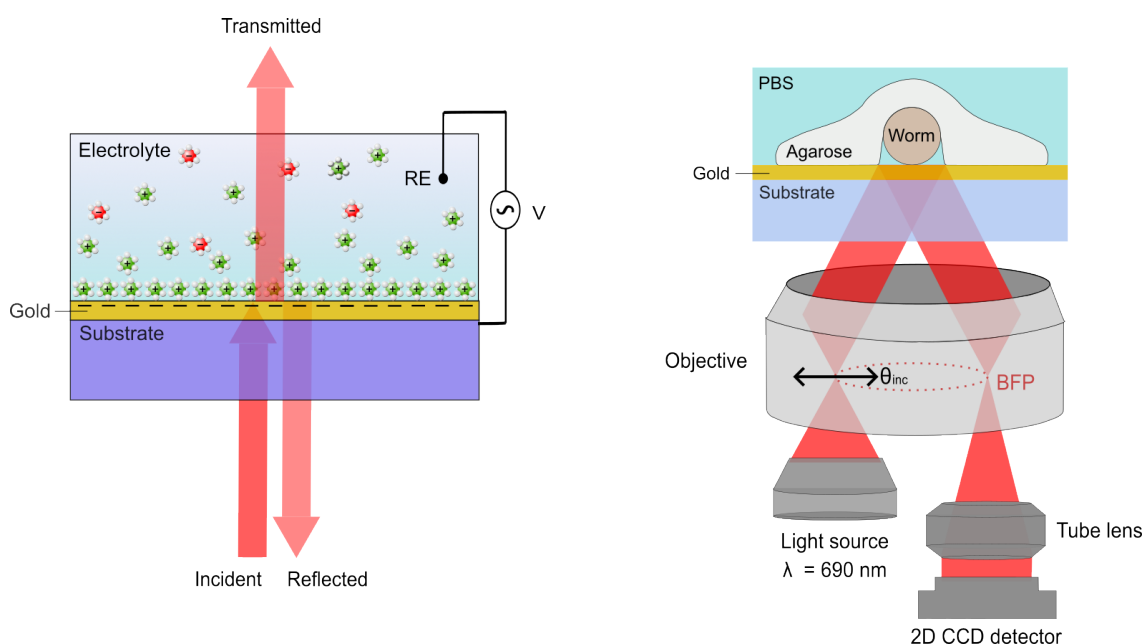 Transmitted
Electrolyte
RE
V
Gold
Substrate
Incident
Reflected
PBS
Worm
Agarose
Gold
Substrate
Objective
θinc
BFP
Light source
λ = 690 nm
Tube lens
2D CCD detector